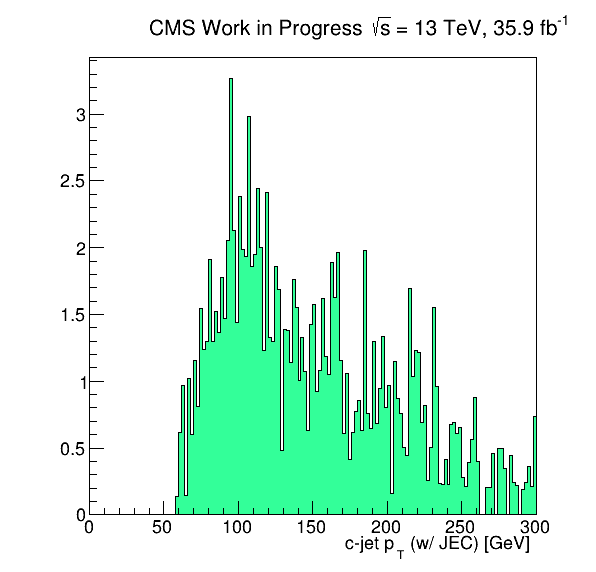 CMS Work in Progress √s = 13 TeV, 35.9 fb⁻¹
3
2.5
2
1.5
1
0.5
0
0 50 100 150 200 250 300
c-jet p_T (w/ JEC) [GeV]